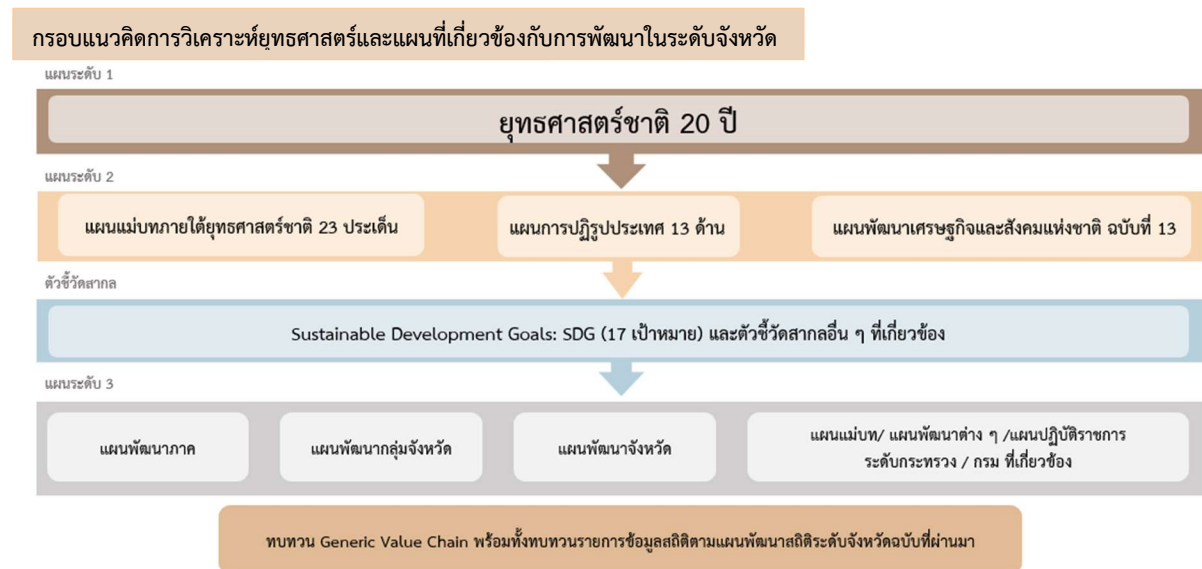 กรอบแนวคิดการวิเคราะห์ยุทธศาสตร์และแผนที่เกี่ยวข้องกับการพัฒนาในระดับจังหวัด
แผนระดับ 1
ยุทธศาสตร์ชาติ 20 ปี
แผนระดับ 2
แผนแม่บทภายใต้ยุทธศาสตร์ชาติ 23 ประเด็น
แผนการปฏิรูปประเทศ 13 ด้าน
แผนพัฒนาเศรษฐกิจและสังคมแห่งชาติ ฉบับที่ 13
ตัวชี้วัดสากล
Sustainable Development Goals: SDG (17 เป้าหมาย) และตัวชี้วัดสากลอื่น ๆ ที่เกี่ยวข้อง
แผนระดับ 3
แผนพัฒนาภาค
แผนพัฒนากลุ่มจังหวัด
แผนพัฒนาจังหวัด
แผนแม่บท/ แผนพัฒนาต่าง ๆ /แผนปฏิบัติราชการ
ระดับกระทรวง / กรม ที่เกี่ยวข้อง
ทบทวน Generic Value Chain พร้อมทั้งทบทวนรายการข้อมูลสถิติตามแผนพัฒนาสถิติระดับจังหวัดฉบับที่ผ่านมา